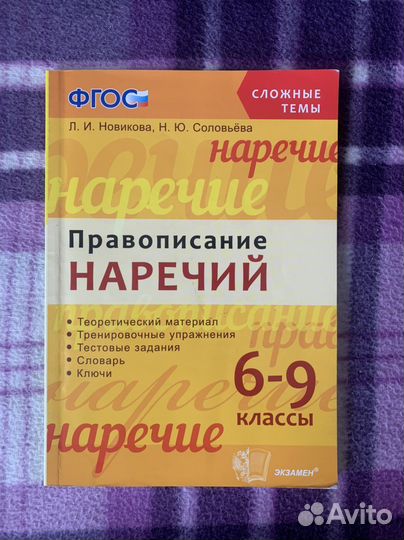 ФГОС
СЛОЖНЫЕ
ТЕМЫ
Л. И. Новикова, Н. Ю. Соловьёва
наречие
наречие
Правописание
НАРЕЧИЙ
• Теоретический материал
• Тренировочные упражнения
• Тестовые задания
• Словарь
• Ключи
6-9
классы
наречие
ЭКЗАМЕН®
Avito